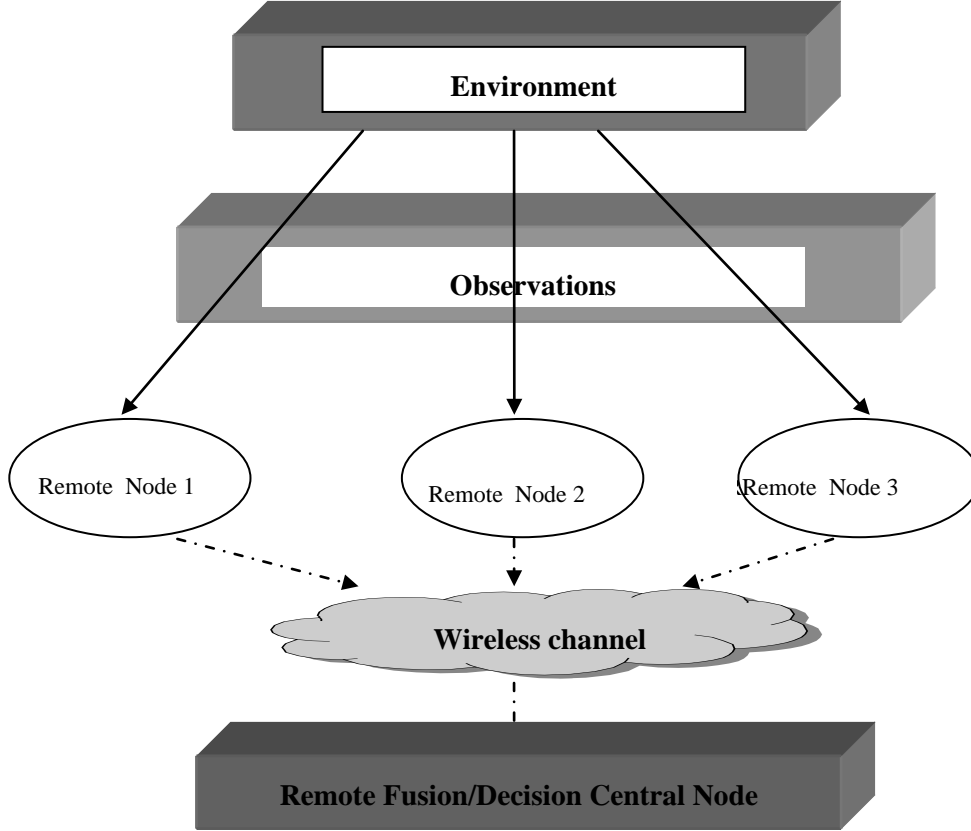 Environment
Observations
Remote Node 1
Remote Node 2
Remote Node 3
Wireless channel
Remote Fusion/Decision Central Node